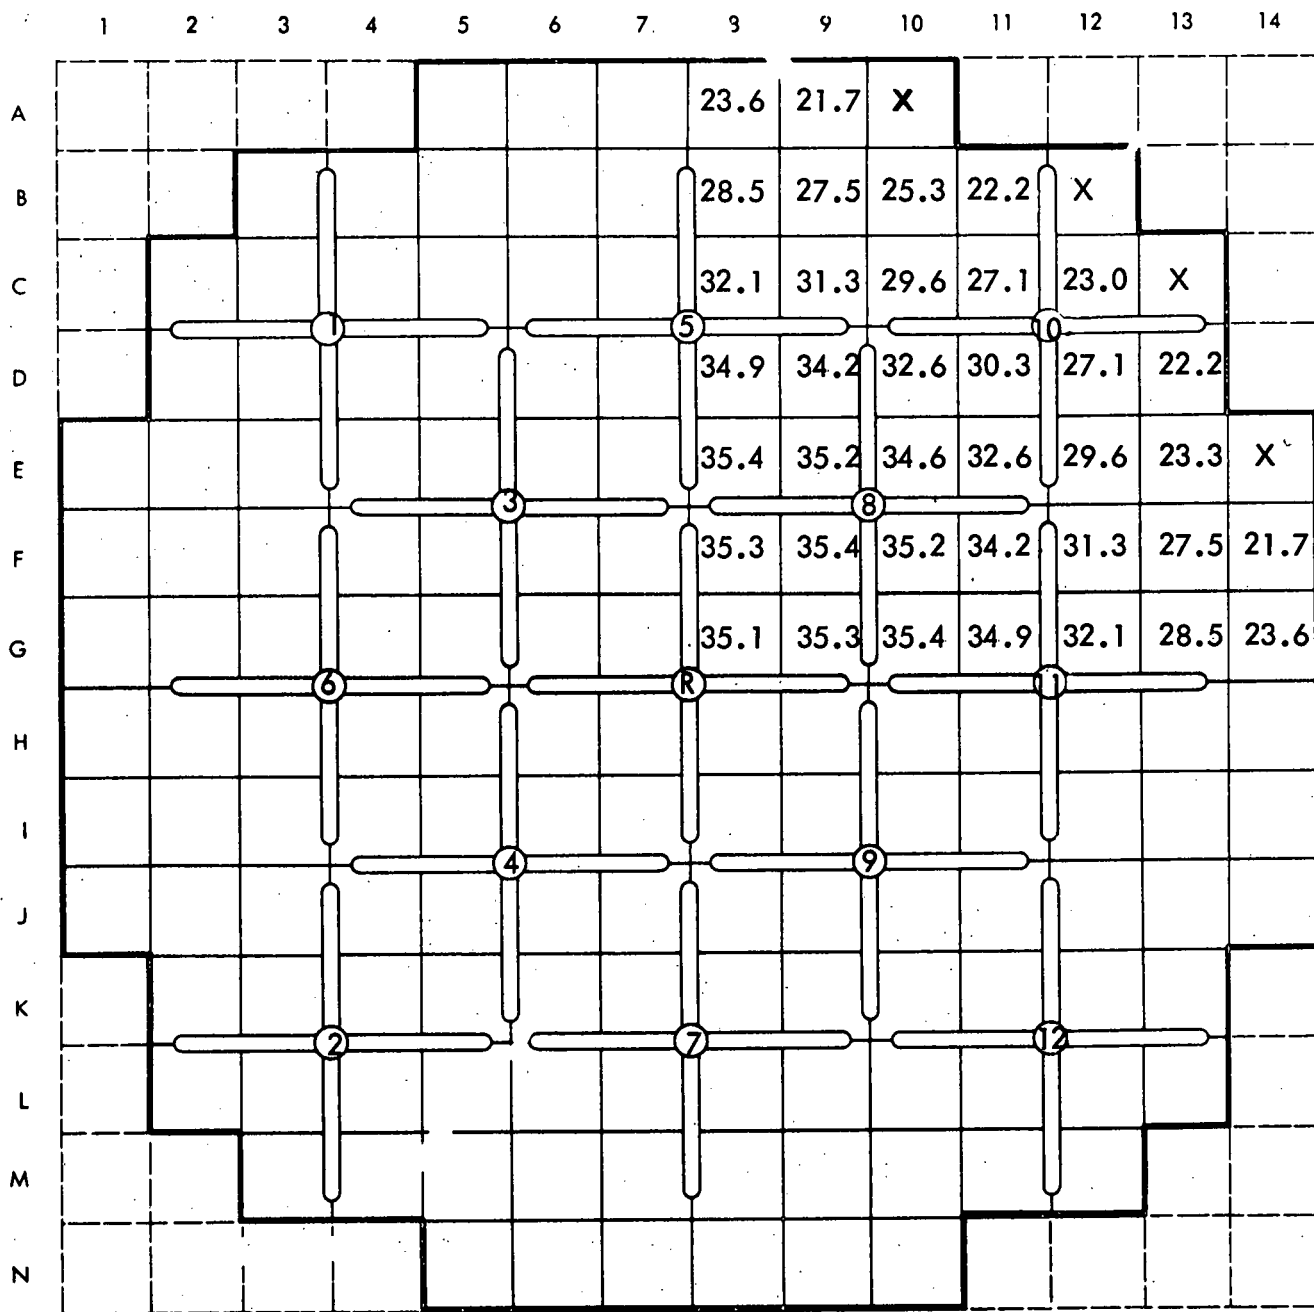 1 2 3 4 5 6 7 8 9 10 11 12 13 14
A 23.6 21.7 X
B 28.5 27.5 25.3 22.2 X
C 32.1 31.3 29.6 27.1 23.0 X
1 5 10
D 34.9 34.2 32.6 30.3 27.1 22.2
E 35.4 35.2 34.6 32.6 29.6 23.3 X
3 8
F 35.3 35.4 35.2 34.2 31.3 27.5 21.7
G 35.1 35.3 35.4 34.9 32.1 28.5 23.6
6 R 11
H
I
4 9
J
K
2 7 12
L
M
N